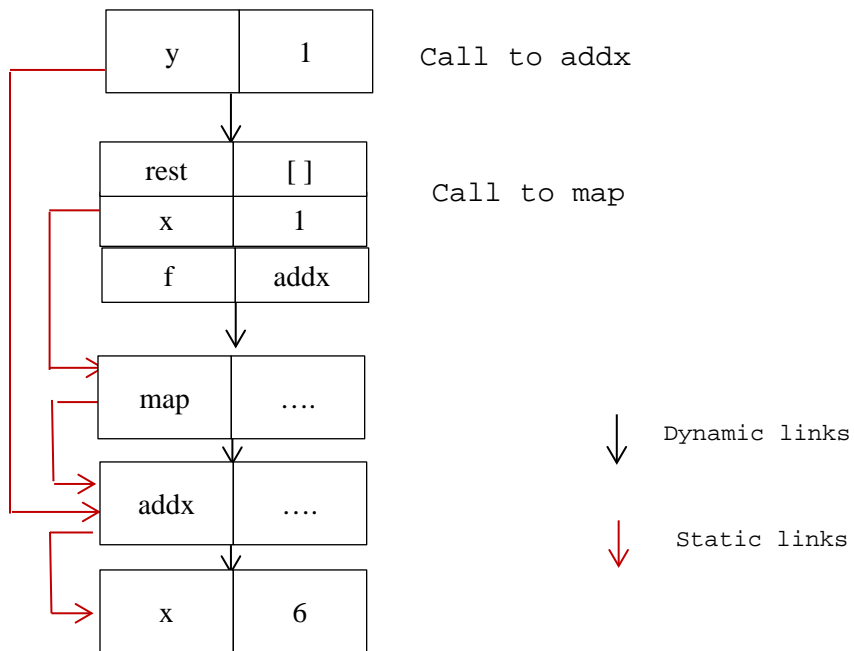 y 1 Call to addx
rest [ ]
x 1 Call to map
f addx
map ....
Dynamic links
addx ....
Static links
x 6